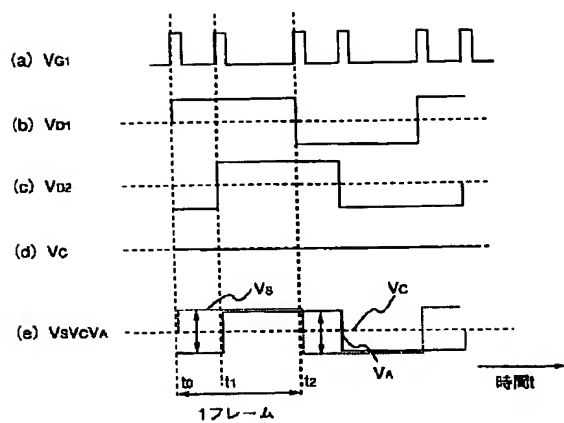 (a) VG1
(b) VD1
(c) VD2
(d) VC
(e) VSVCVA
VS
VC
VA
t0 t1 t2
時間t
1フレーム